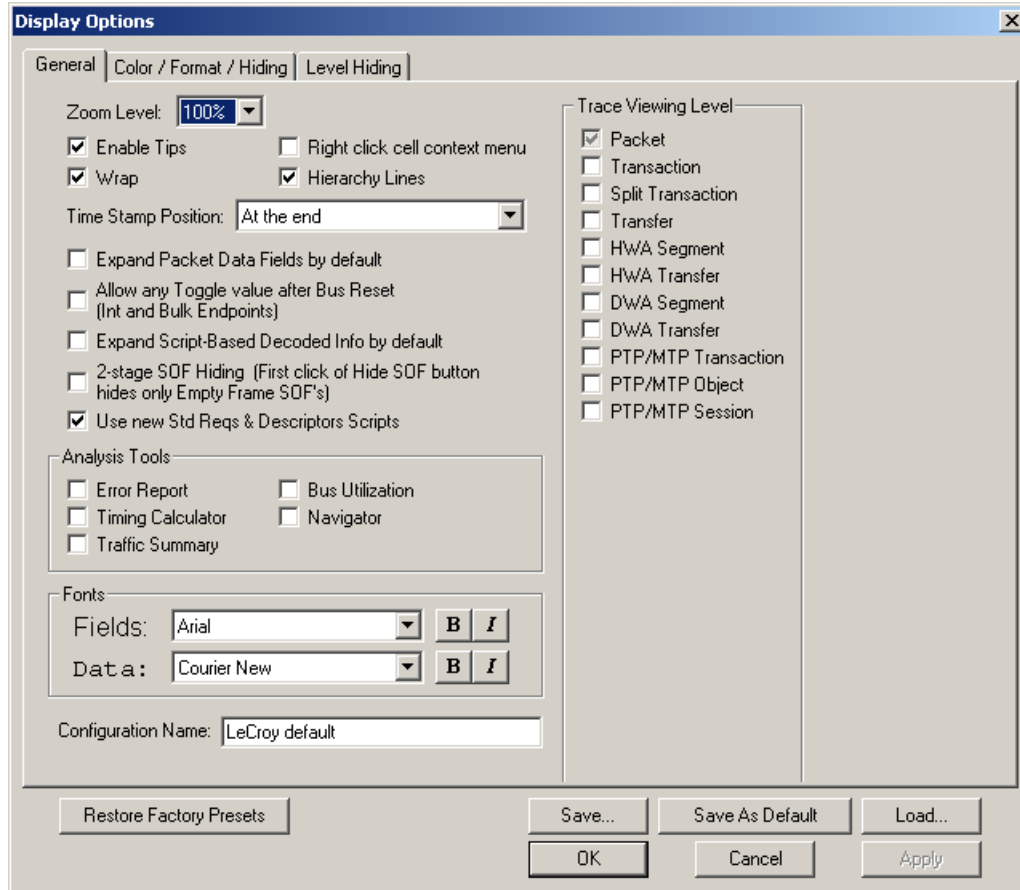 Display Options
General
Color / Format / Hiding
Level Hiding
Zoom Level: 100%
Enable Tips
Right click cell context menu
Wrap
Hierarchy Lines
Time Stamp Position: At the end
Expand Packet Data Fields by default
Allow any Toggle value after Bus Reset
(Int and Bulk Endpoints)
Expand Script-Based Decoded Info by default
2-stage SOF Hiding (First click of Hide SOF button
hides only Empty Frame SOF's)
Use new Std Reqs & Descriptors Scripts
Analysis Tools
Error Report
Bus Utilization
Timing Calculator
Navigator
Traffic Summary
Fonts
Fields: Arial B I
Data: Courier New B I
Configuration Name: LeCroy default
Trace Viewing Level
Packet
Transaction
Split Transaction
Transfer
HWA Segment
HWA Transfer
DWA Segment
DWA Transfer
PTP/MTP Transaction
PTP/MTP Object
PTP/MTP Session
Restore Factory Presets
Save...
Save As Default
Load...
OK
Cancel
Apply